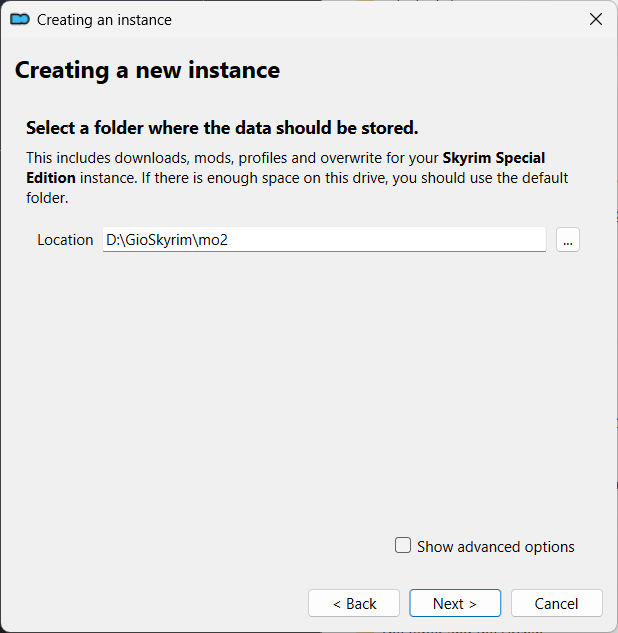 Creating an instance
Creating a new instance
Select a folder where the data should be stored.
This includes downloads, mods, profiles and overwrite for your Skyrim Special
Edition instance. If there is enough space on this drive, you should use the default
folder.
Location D:\GioSkyrim\mo2 ...
Show advanced options
< Back Next > Cancel